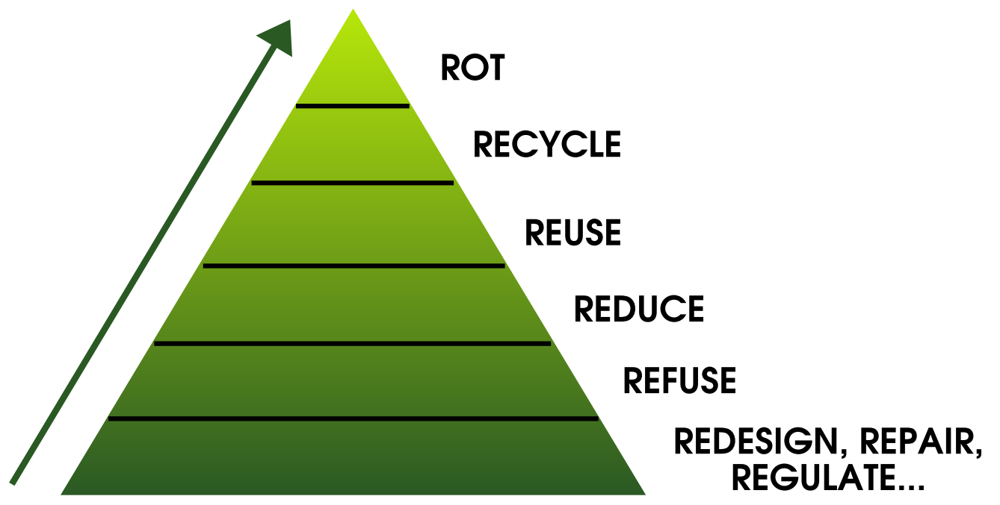 ROT
RECYCLE
REUSE
REDUCE
REFUSE
REDESIGN, REPAIR,
REGULATE...